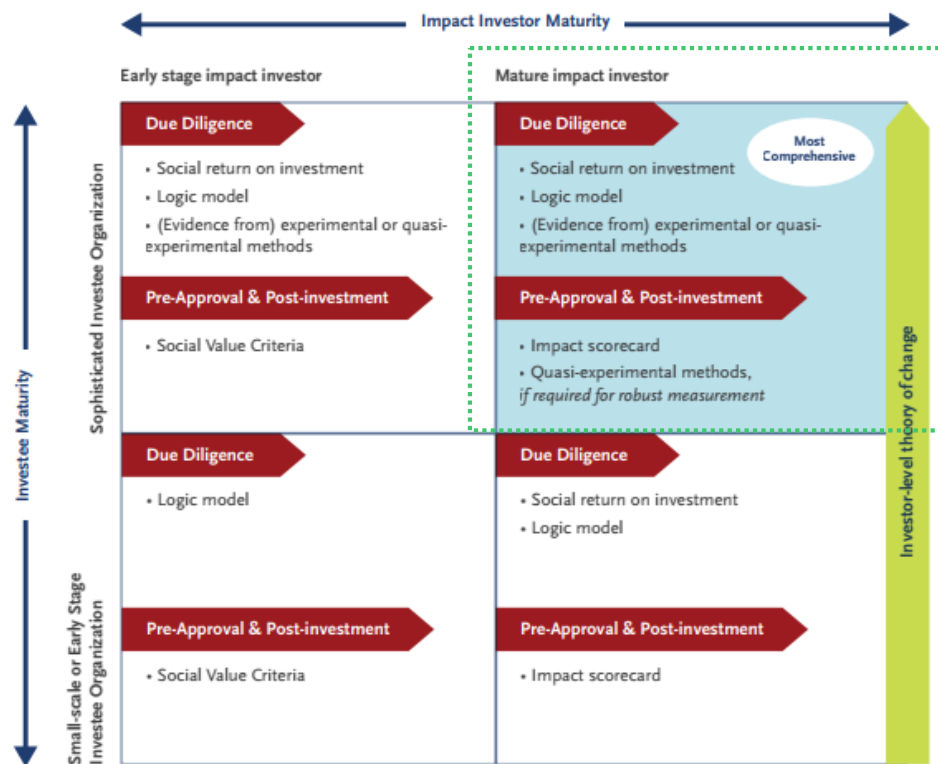 Impact Investor Maturity
Early stage impact investor
Mature impact investor
Investee Maturity
Sophisticated Investee Organization
Due Diligence
• Social return on investment
• Logic model
• (Evidence from) experimental or quasi-
experimental methods
Pre-Approval & Post-investment
• Social Value Criteria
Due Diligence
Most
Comprehensive
• Social return on investment
• Logic model
• (Evidence from) experimental or quasi-
experimental methods
Pre-Approval & Post-investment
• Impact scorecard
• Quasi-experimental methods,
if required for robust measurement
Small-scale or Early Stage
Investee Organization
Due Diligence
• Logic model
Pre-Approval & Post-investment
• Social Value Criteria
Due Diligence
• Social return on investment
• Logic model
Pre-Approval & Post-investment
• Impact scorecard
Investor-level theory of change